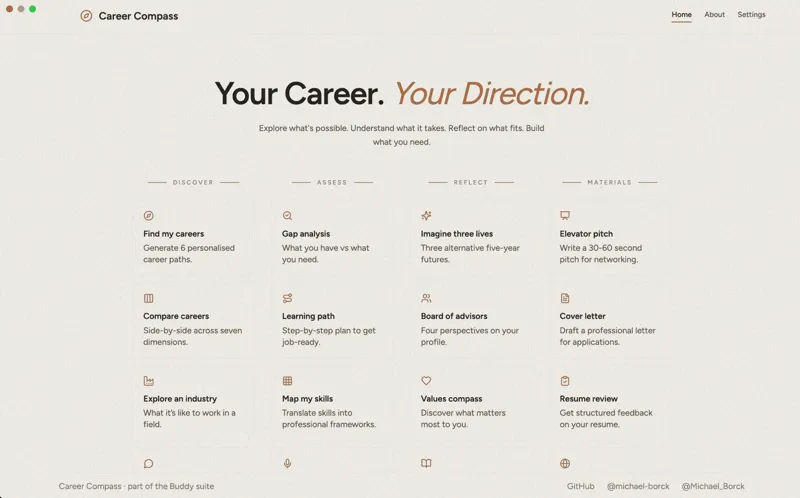 Career Compass
Home
About
Settings
Your Career. Your Direction.
Explore what's possible. Understand what it takes. Reflect on what fits. Build
what you need.
DISCOVER
ASSESS
REFLECT
MATERIALS
Find my careers
Generate 6 personalised
career paths.
Gap analysis
What you have vs what
you need.
Imagine three lives
Three alternative five-year
futures.
Elevator pitch
Write a 30-60 second
pitch for networking.
Compare careers
Side-by-side across seven
dimensions.
Learning path
Step-by-step plan to get
job-ready.
Board of advisors
Four perspectives on your
profile.
Cover letter
Draft a professional letter
for applications.
Explore an industry
What it's like to work in a
field.
Map my skills
Translate skills into
professional frameworks.
Values compass
Discover what matters
most to you.
Resume review
Get structured feedback
on your resume.
Career Compass · part of the Buddy suite
GitHub
@michael-borck
@Michael_Borck